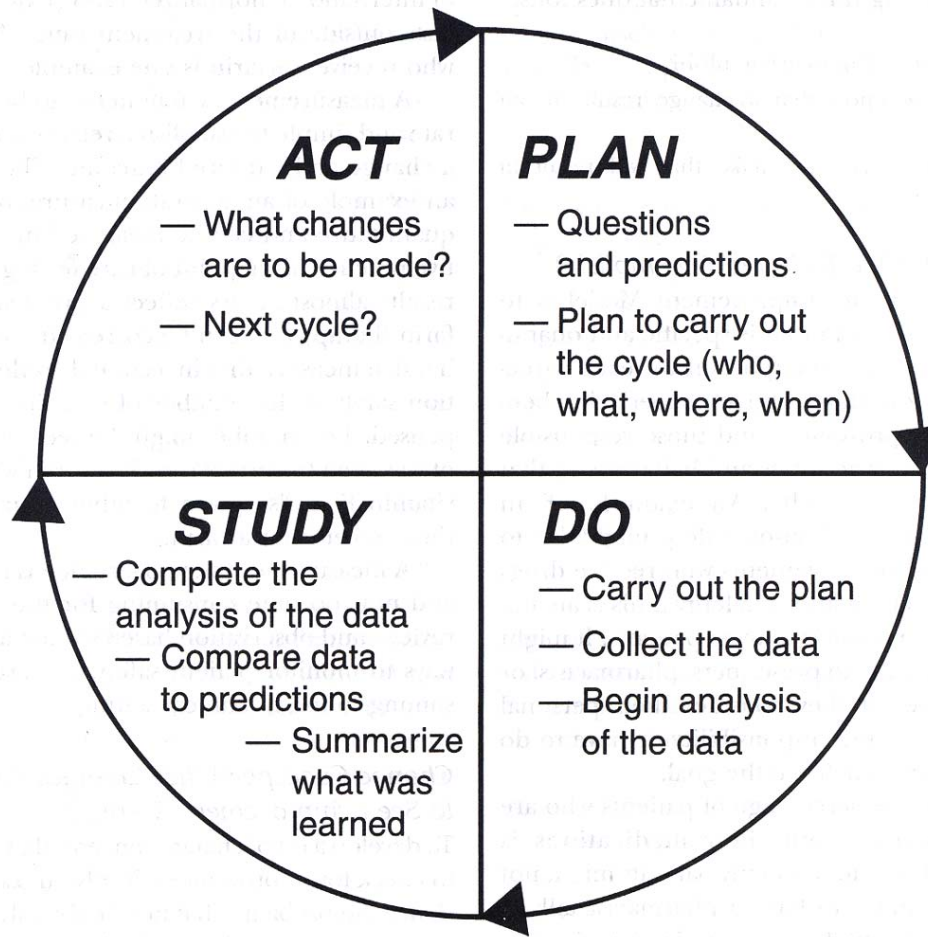 ACT
— What changes
are to be made?
— Next cycle?
PLAN
— Questions
and predictions
— Plan to carry out
the cycle (who,
what, where, when)
STUDY
— Complete the
analysis of the data
— Compare data
to predictions
— Summarize
what was
learned
DO
— Carry out the plan
— Collect the data
— Begin analysis
of the data